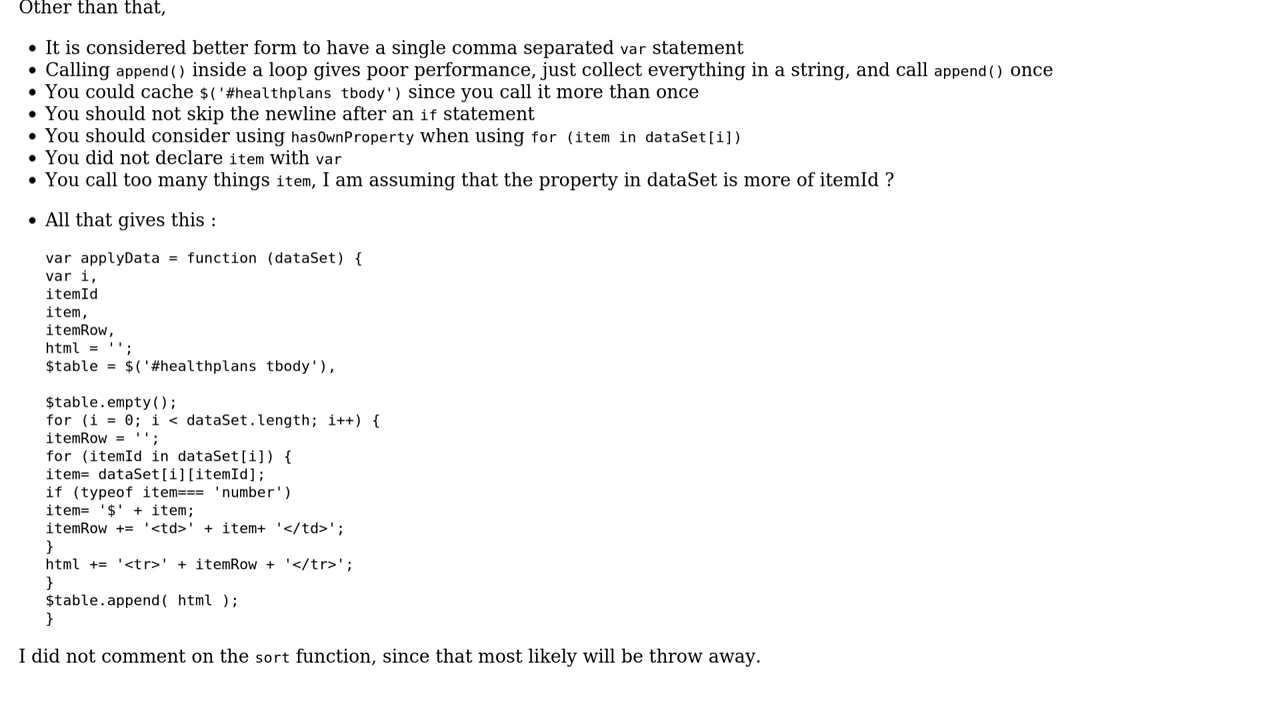 Other than that,
It is considered better form to have a single comma separated var statement
Calling append() inside a loop gives poor performance, just collect everything in a string, and call append() once
You could cache $('#healthplans tbody') since you call it more than once
You should not skip the newline after an if statement
You should consider using hasOwnProperty when using for (item in dataSet[i])
You did not declare item with var
You call too many things item, I am assuming that the property in dataSet is more of itemId ?
All that gives this :
var applyData = function (dataSet) {
var i,
itemId
item,
itemRow,
html = '';
$table = $('#healthplans tbody'),
$table.empty();
for (i = 0; i < dataSet.length; i++) {
itemRow = '';
for (itemId in dataSet[i]) {
item= dataSet[i][itemId];
if (typeof item=== 'number')
item= '$' + item;
itemRow += '<td>' + item+ '</td>';
}
html += '<tr>' + itemRow + '</tr>';
}
$table.append( html );
}
I did not comment on the sort function, since that most likely will be throw away.